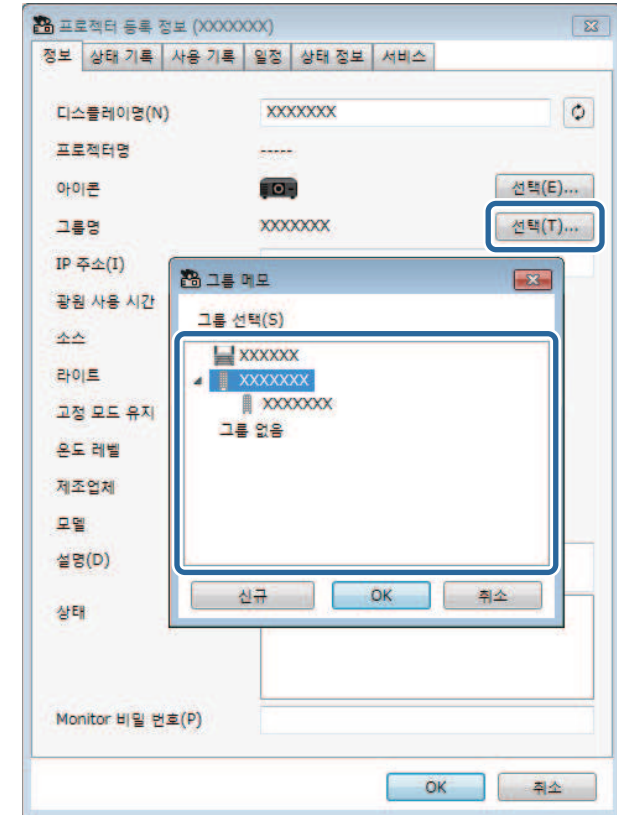 프로젝터 등록 정보 (XXXXXXX)
정보 상태 기록 사용 기록 일정 상태 정보 서비스
디스플레이명(N) XXXXXXX
프로젝터명 -----
아이콘 선택(E)...
그룹명 XXXXXXX 선택(T)...
IP 주소(I)
광원 사용 시간
소스
라이트
고정 모드 유지
온도 레벨
제조업체
모델
설명(D)
상태
Monitor 비밀 번호(P)
OK 취소
그룹 메모
그룹 선택(S)
XXXXXX
XXXXXXX
XXXXXXX
그룹 없음
신규 OK 취소